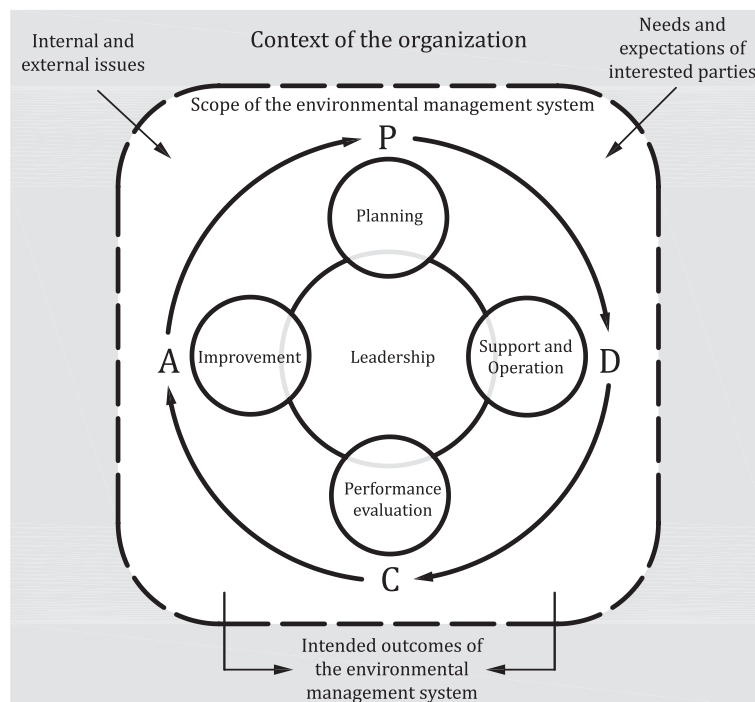 Internal and
external issues
Context of the organization
Needs and
expectations of
interested parties
Scope of the environmental management system
P
Planning
A
Improvement
Leadership
Support and
Operation
D
Performance
evaluation
C
Intended outcomes of
the environmental
management system